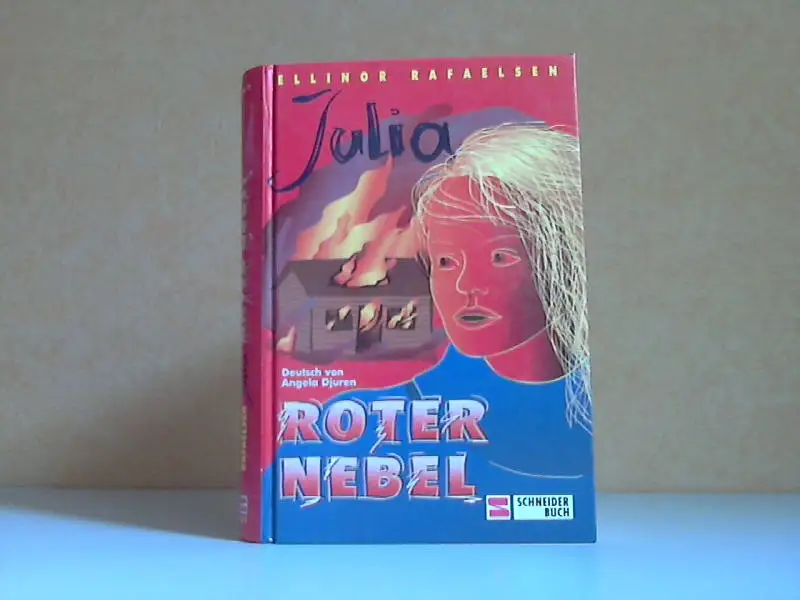 ELLINOR RAFAELSEN
Julia
Deutsch von
Angela Djuren
ROTER
NEBEL
SCHNEIDER
BUCH